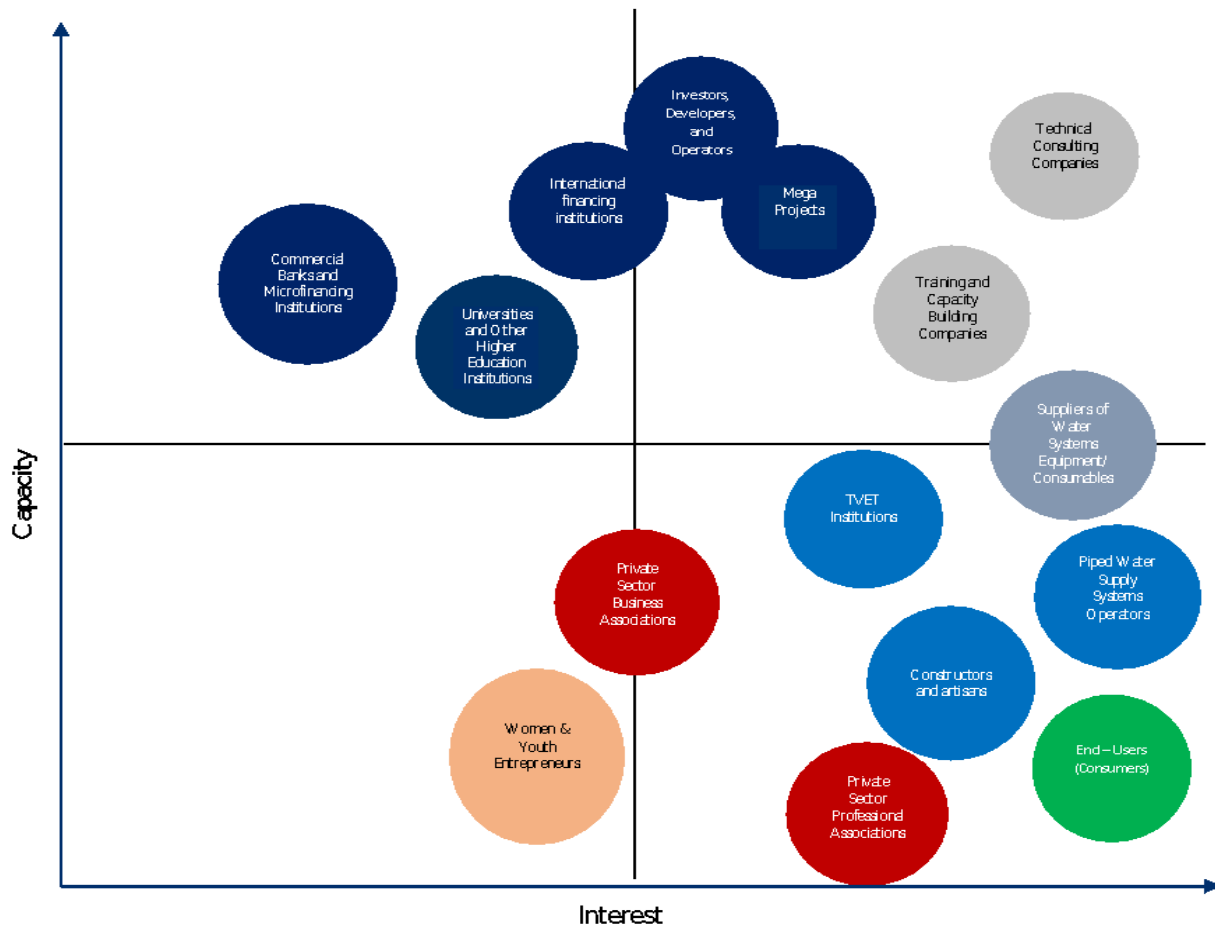 Investors,
Developers,
and
Operators
Technical
Consulting
Companies
International
financing
institutions
Mega
Projects
Commercial
Banks and
Microfinancing
Institutions
Universities
and Other
Higher
Education
Institutions
Training and
Capacity
Building
Companies
Suppliers of
Water
Systems
Equipment/
Consumables
Capacity
TVET
Institutions
Private
Sector
Business
Associations
Piped Water
Supply
Systems
Operators
Constructors
and artisans
Women &
Youth
Entrepreneurs
End – Users
(Consumers)
Private
Sector
Professional
Associations
Interest